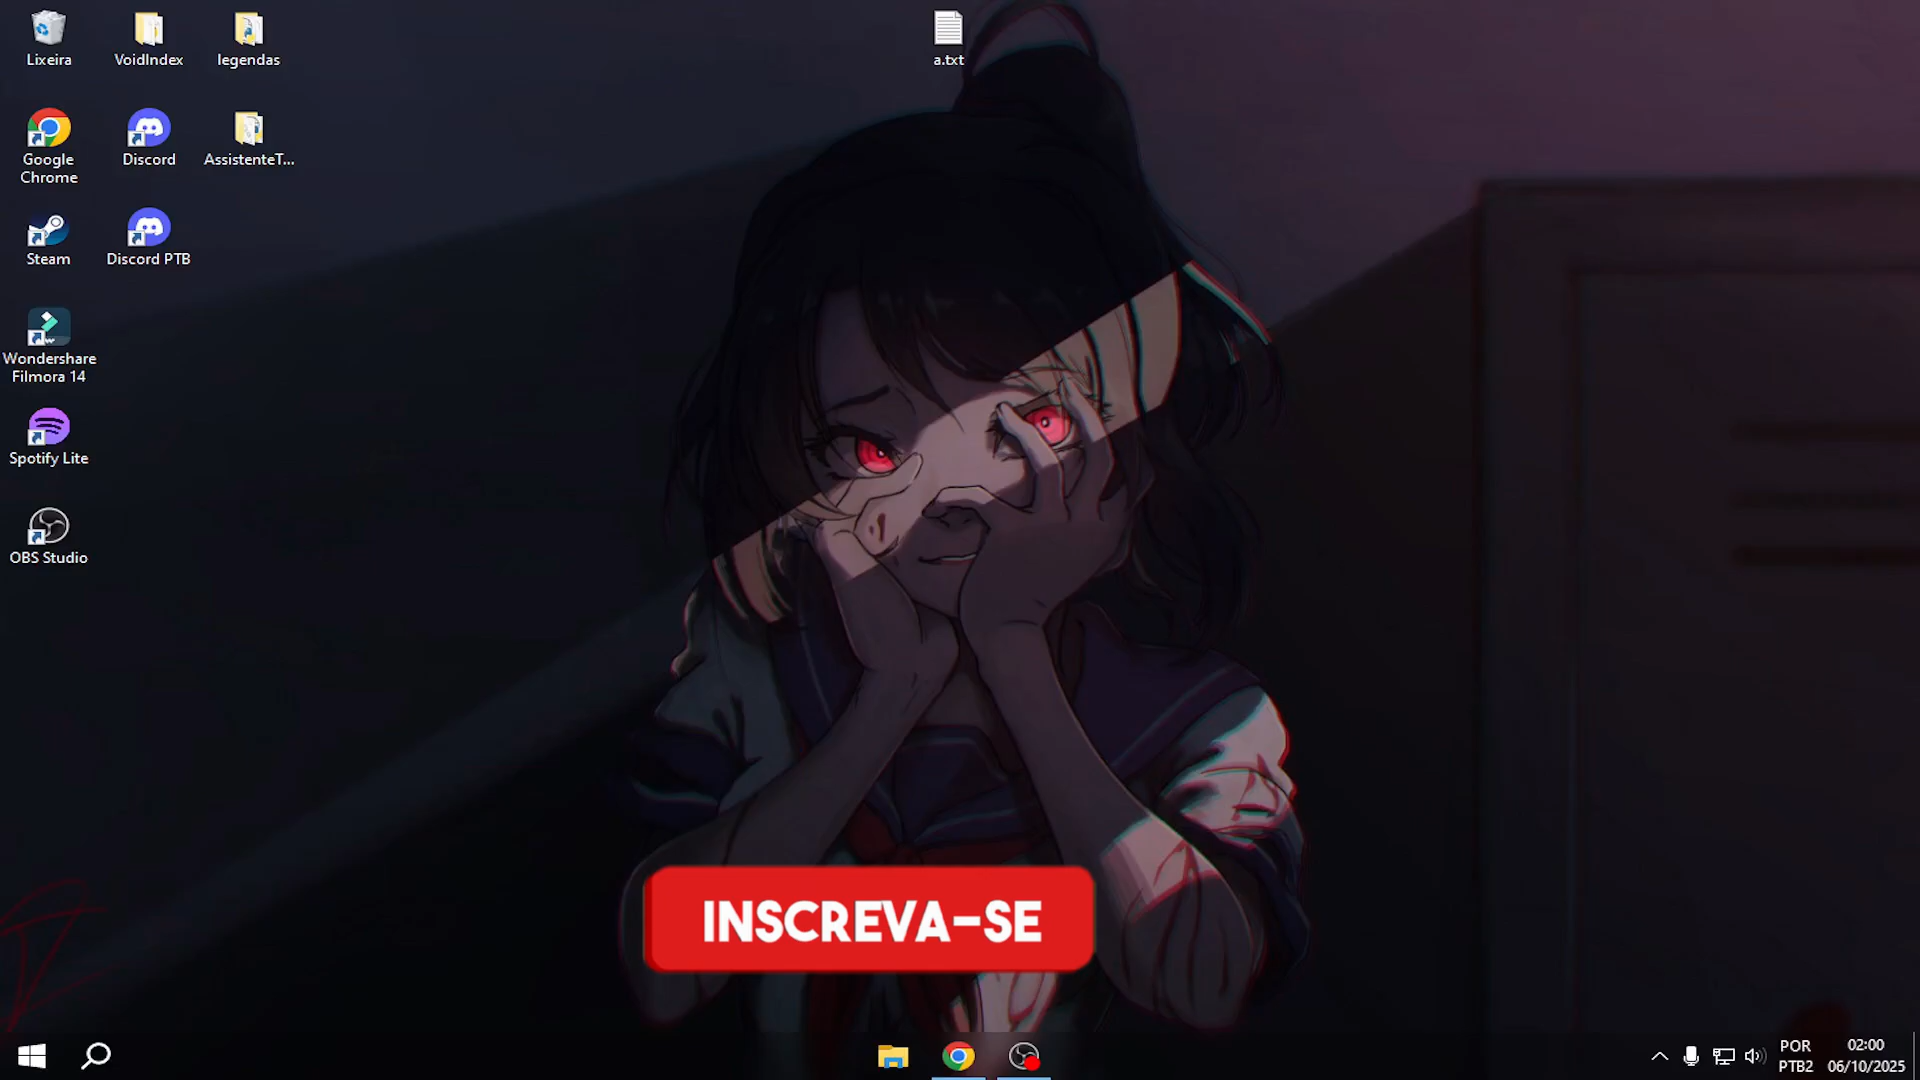 Lixeira
VoidIndex
legendas
a.txt
Google
Chrome
Discord
AssistenteT...
Steam
Discord PTB
Wondershare
Filmora 14
Spotify Lite
OBS Studio
INSCREVA-SE
POR
PTB2
02:00
06/10/2025